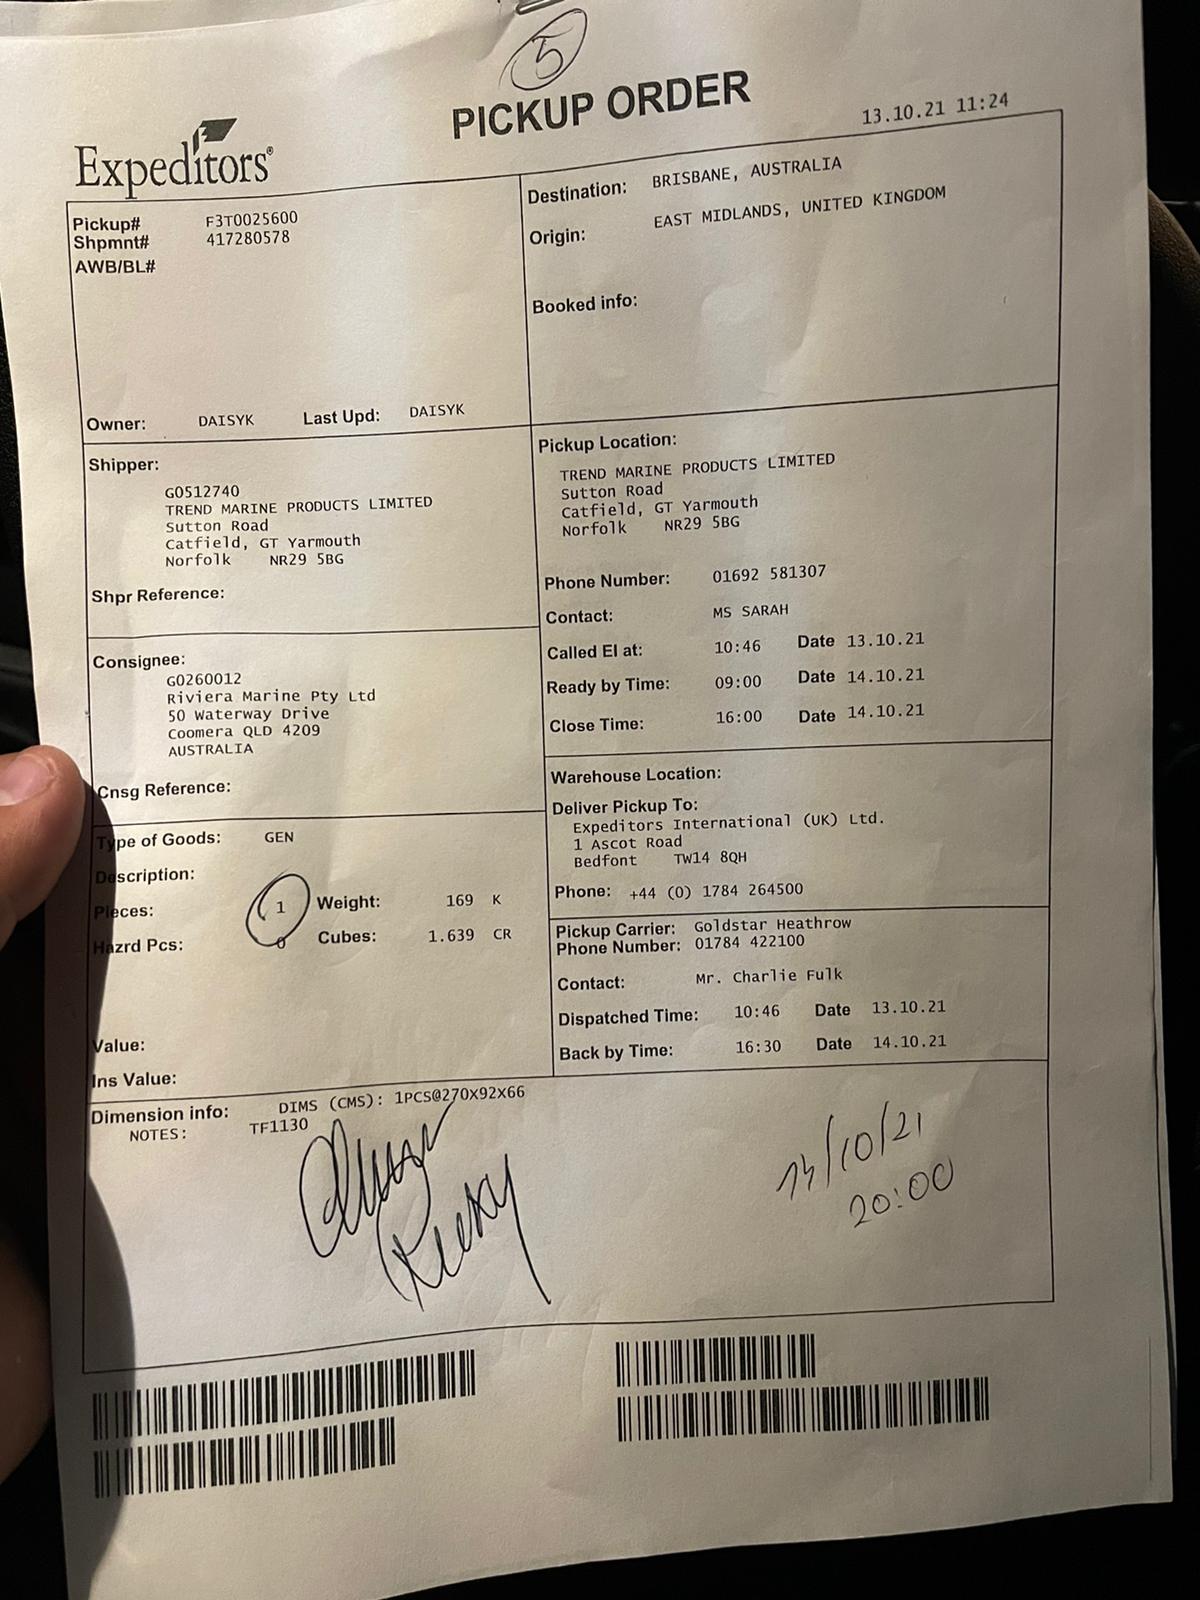 5
PICKUP ORDER
13.10.21 11:24
Expeditors®
Pickup# F3T0025600
Shpmnt# 417280578
AWB/BL#
Owner: DAISYK Last Upd: DAISYK
Destination: BRISBANE, AUSTRALIA
EAST MIDLANDS, UNITED KINGDOM
Origin:
Booked info:
Shipper:
G0512740
TREND MARINE PRODUCTS LIMITED
Sutton Road
Catfield, GT Yarmouth
Norfolk NR29 5BG
Shpr Reference:
Pickup Location:
TREND MARINE PRODUCTS LIMITED
Sutton Road
Catfield, GT Yarmouth
Norfolk NR29 5BG
Phone Number: 01692 581307
Contact: MS SARAH
Called EI at: 10:46 Date 13.10.21
Ready by Time: 09:00 Date 14.10.21
Close Time: 16:00 Date 14.10.21
Consignee:
G0260012
Riviera Marine Pty Ltd
50 Waterway Drive
Coomera QLD 4209
AUSTRALIA
Cnsg Reference:
Warehouse Location:
Deliver Pickup To:
Expeditors International (UK) Ltd.
1 Ascot Road
Bedfont TW14 8QH
Phone: +44 (0) 1784 264500
Type of Goods: GEN
Description:
Pieces: 1 Weight: 169 K
Hazrd Pcs: 0 Cubes: 1.639 CR
Value:
Ins Value:
Pickup Carrier: Goldstar Heathrow
Phone Number: 01784 422100
Contact: Mr. Charlie Fulk
Dispatched Time: 10:46 Date 13.10.21
Back by Time: 16:30 Date 14.10.21
Dimension info: DIMS (CMS): 1PCS@270X92X66
NOTES: TF1130
14/10/21
20:00